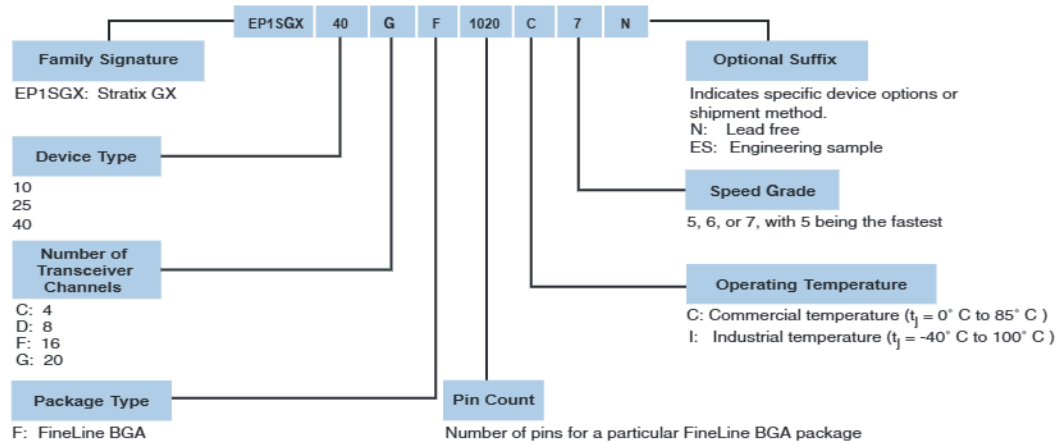 EP1SGX 40 G F 1020 C 7 N
Family Signature
EP1SGX: Stratix GX
Device Type
10
25
40
Number of
Transceiver
Channels
C: 4
D: 8
F: 16
G: 20
Package Type
F: FineLine BGA
Pin Count
Number of pins for a particular FineLine BGA package
Optional Suffix
Indicates specific device options or
shipment method.
N: Lead free
ES: Engineering sample
Speed Grade
5, 6, or 7, with 5 being the fastest
Operating Temperature
C: Commercial temperature (tj = 0˚ C to 85˚ C )
I: Industrial temperature (tj = -40˚ C to 100˚ C )